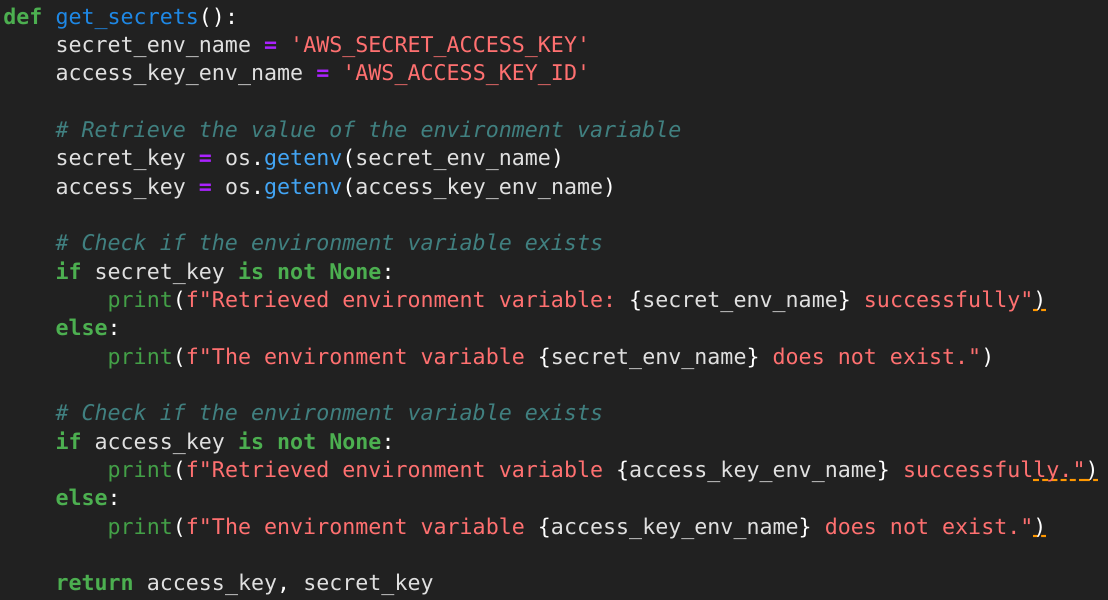 def get_secrets():
    secret_env_name = 'AWS_SECRET_ACCESS_KEY'
    access_key_env_name = 'AWS_ACCESS_KEY_ID'

    # Retrieve the value of the environment variable
    secret_key = os.getenv(secret_env_name)
    access_key = os.getenv(access_key_env_name)

    # Check if the environment variable exists
    if secret_key is not None:
        print(f"Retrieved environment variable: {secret_env_name} successfully")
    else:
        print(f"The environment variable {secret_env_name} does not exist.")

    # Check if the environment variable exists
    if access_key is not None:
        print(f"Retrieved environment variable {access_key_env_name} successfully.")
    else:
        print(f"The environment variable {access_key_env_name} does not exist.")

    return access_key, secret_key